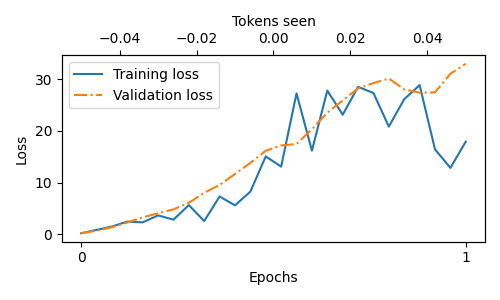 Tokens seen
−0.04 −0.02 0.00 0.02 0.04
Training loss
Validation loss
30
20
10
0
Loss
0 1
Epochs